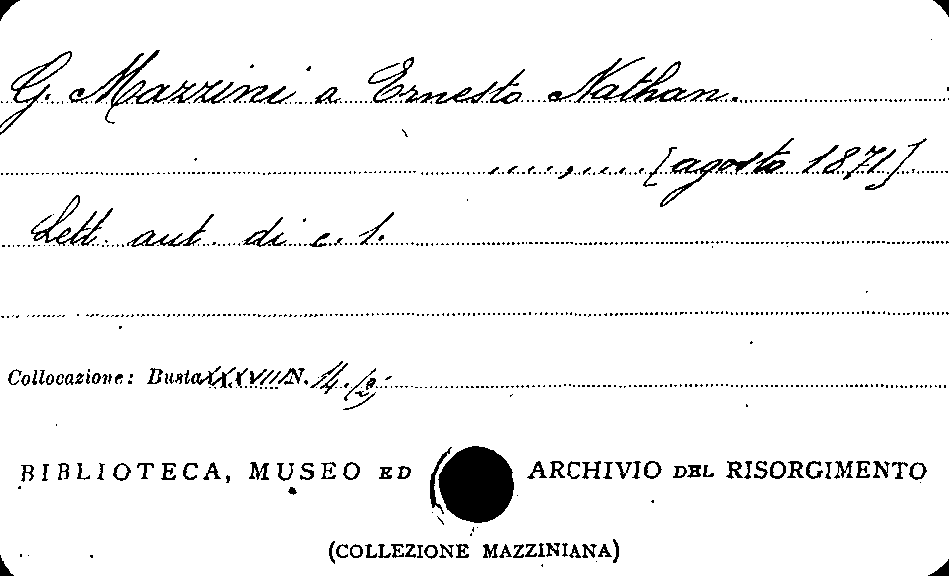 G. Mazzini a Ernesto Nathan.
....,..... [agosto 1871].
Lett. aut. di c. 1.
Collocazione: Busta XXXVIII N. 14. (2)
BIBLIOTECA, MUSEO ED ARCHIVIO DEL RISORGIMENTO
(COLLEZIONE MAZZINIANA)